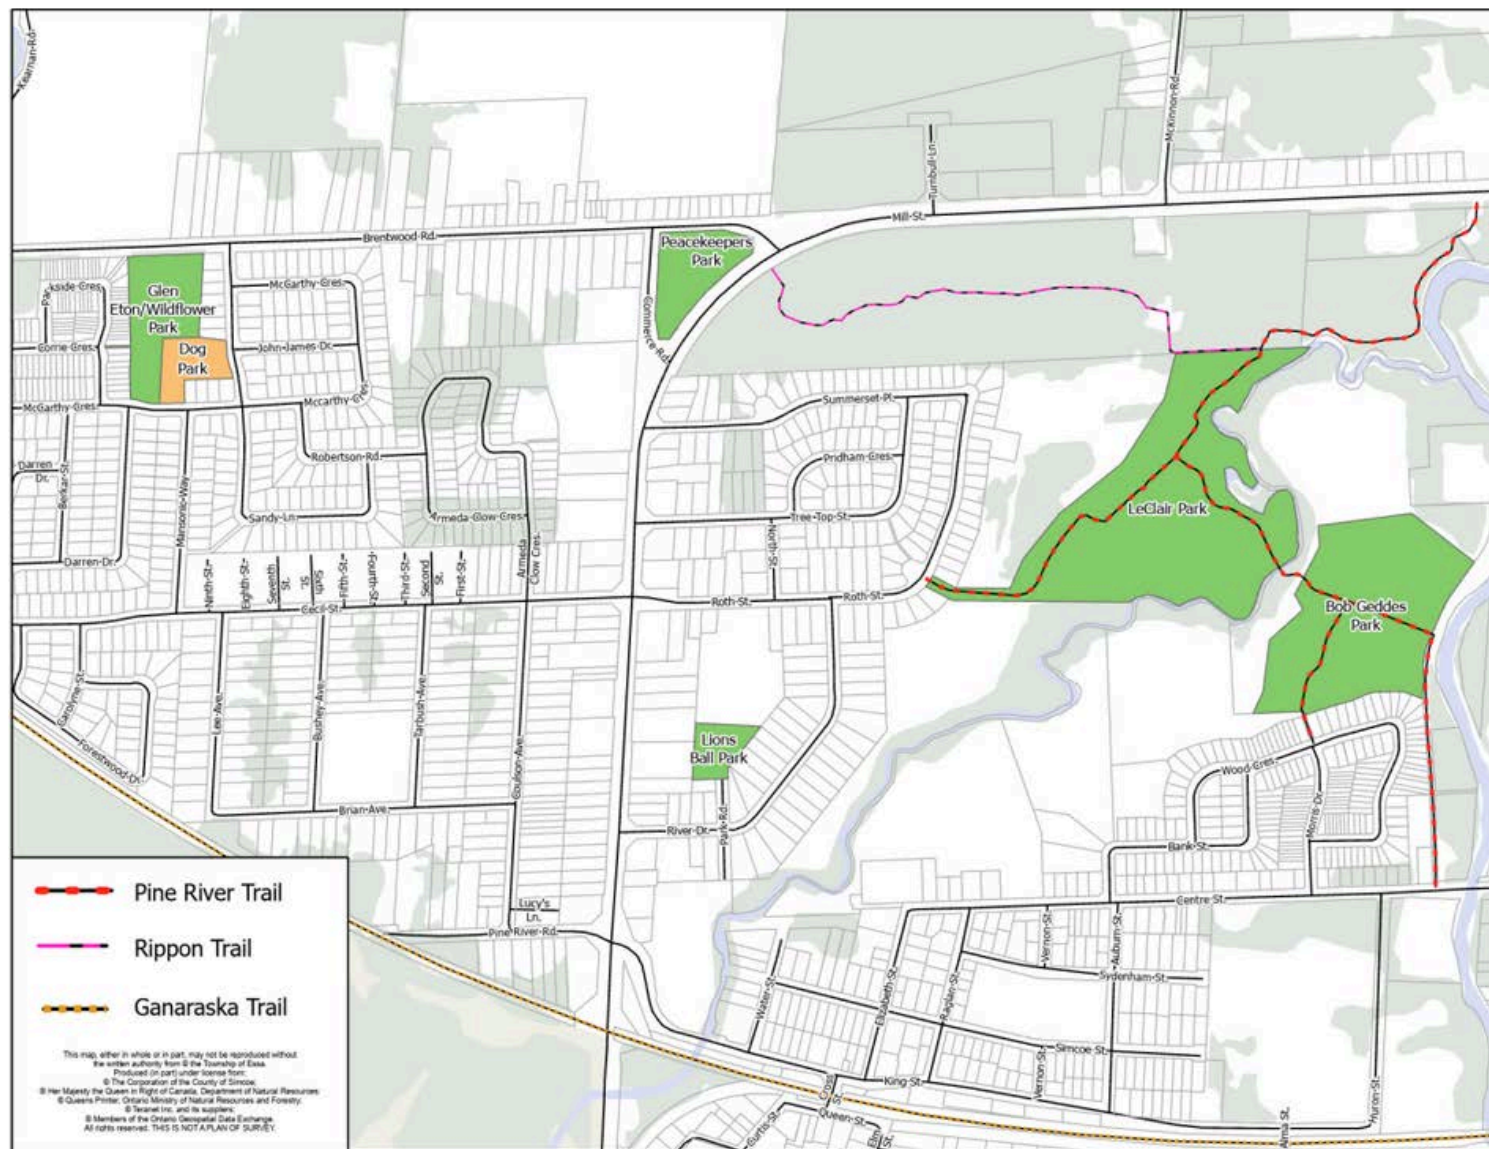 Kearnan-Rd.
McKinnon-Rd.
Turnbull-Ln.
Mill-St.
Brentwood-Rd.
Peacekeepers
Park
Commerce-Rd.
Glen
Eton/Wildflower
Park
Dog
Park
Parkside-Cres.
Corrie-Cres.
McCarthy-Cres.
McCarthy-Cres.
John-James-Dr.
Mccarthy-Cres.
Summerset-Pl.
Pridham-Cres.
Tree-Top-St.
North-St.
Robertson-Rd.
Sandy-Ln.
Armeda-Clow-Cres.
Armeda
Clow Cres.
Darren
Dr.
Berkar-St.
Mansonic-Way
Darren-Dr.
LeClair Park
Ninth-St.
Eighth-St.
Seventh
St.
Sixth
St.
Fifth-St.
Fourth-St.
Third-St.
Second
St.
First-St.
Cecil-St.
Roth-St.
Roth-St.
Bob Geddes
Park
Carolyne-St.
Forestwood-Dr.
Lee-Ave.
Bushey-Ave.
Tarbush-Ave.
Coulson-Ave.
Brian-Ave.
Lions
Ball Park
River-Dr.
Park-Rd.
Wood-Cres.
Morris-Dr.
Bank-St.
Centre St.
Lucy's
Ln.
Pine River-Rd.
Water-St.
Elizabeth-St.
Raglan-St.
Vernon-St.
Auburn-St.
Sydenham-St.
Simcoe St.
Vernon-St.
King-St.
Cross
St.
Queen-St.
Curtis-St.
Elm
St.
Alma St.
Huron-St.
Pine River Trail
Rippon Trail
Ganaraska Trail
This map, either in whole or in part, may not be reproduced without
the written authority from © the Township of Essa.
Produced (in part) under license from:
© The Corporation of the County of Simcoe;
© Her Majesty the Queen in Right of Canada, Department of Natural Resources
© Queens Printer, Ontario Ministry of Natural Resources and Forestry;
© Teranet Inc. and its suppliers;
© Members of the Ontario Geospatial Data Exchange.
All rights reserved. THIS IS NOT A PLAN OF SURVEY.